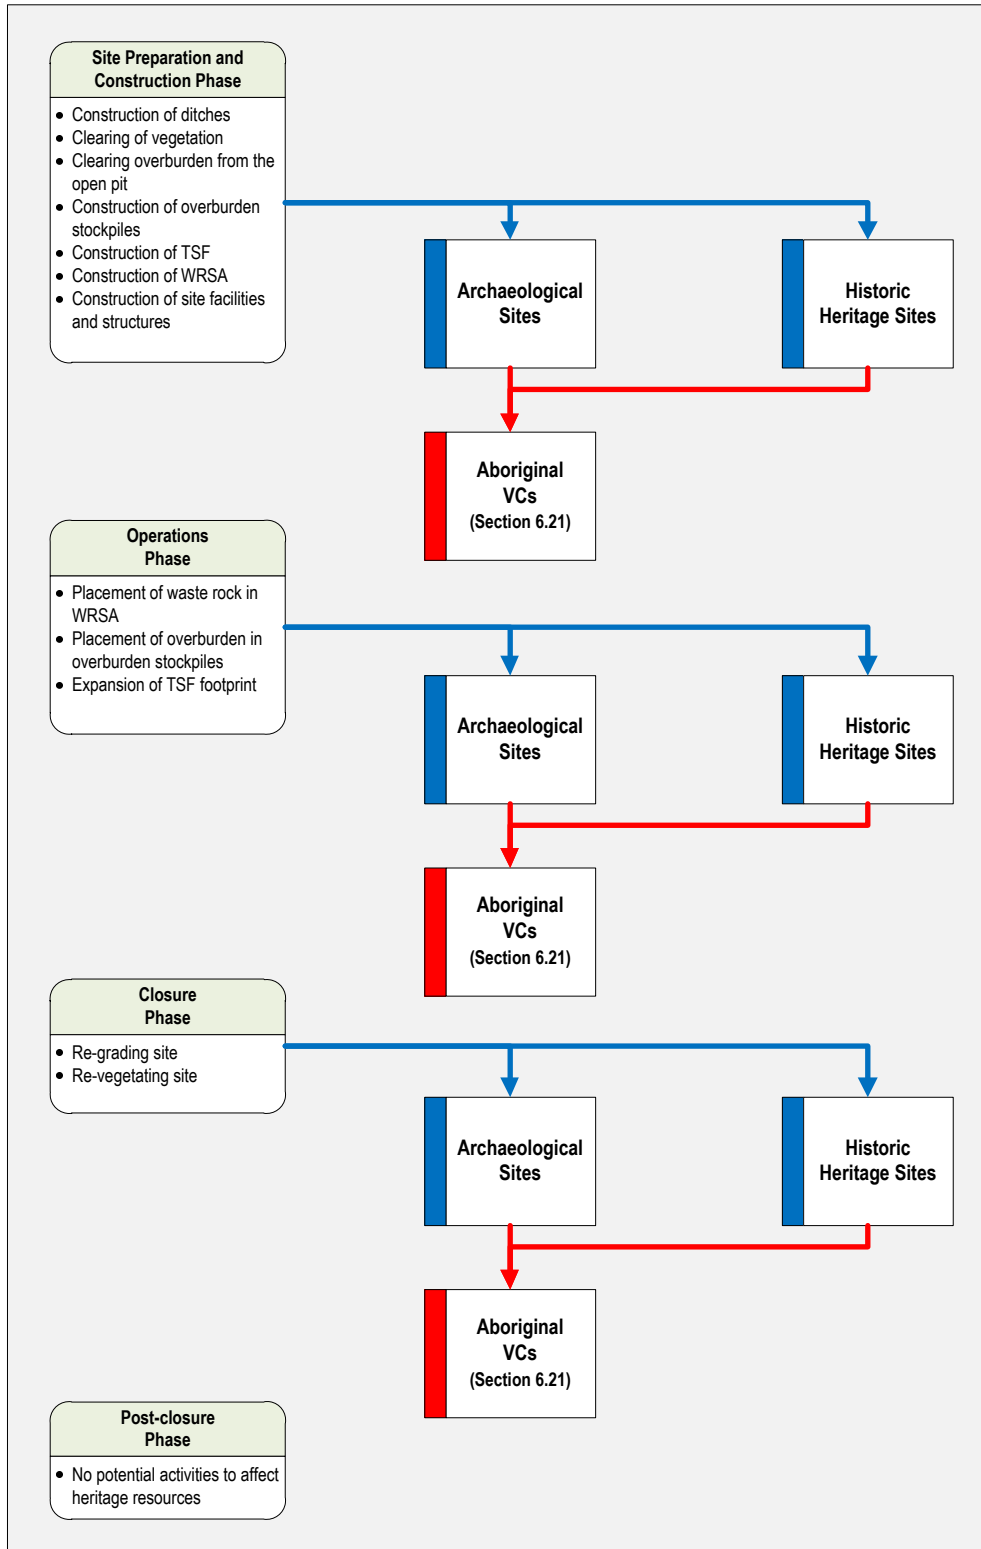 Site Preparation and
Construction Phase
• Construction of ditches
• Clearing of vegetation
• Clearing overburden from the
open pit
• Construction of overburden
stockpiles
• Construction of TSF
• Construction of WRSA
• Construction of site facilities
and structures
Archaeological
Sites
Historic
Heritage Sites
Aboriginal
VCs
(Section 6.21)
Operations
Phase
• Placement of waste rock in
WRSA
• Placement of overburden in
overburden stockpiles
• Expansion of TSF footprint
Archaeological
Sites
Historic
Heritage Sites
Aboriginal
VCs
(Section 6.21)
Closure
Phase
• Re-grading site
• Re-vegetating site
Archaeological
Sites
Historic
Heritage Sites
Aboriginal
VCs
(Section 6.21)
Post-closure
Phase
• No potential activities to affect
heritage resources